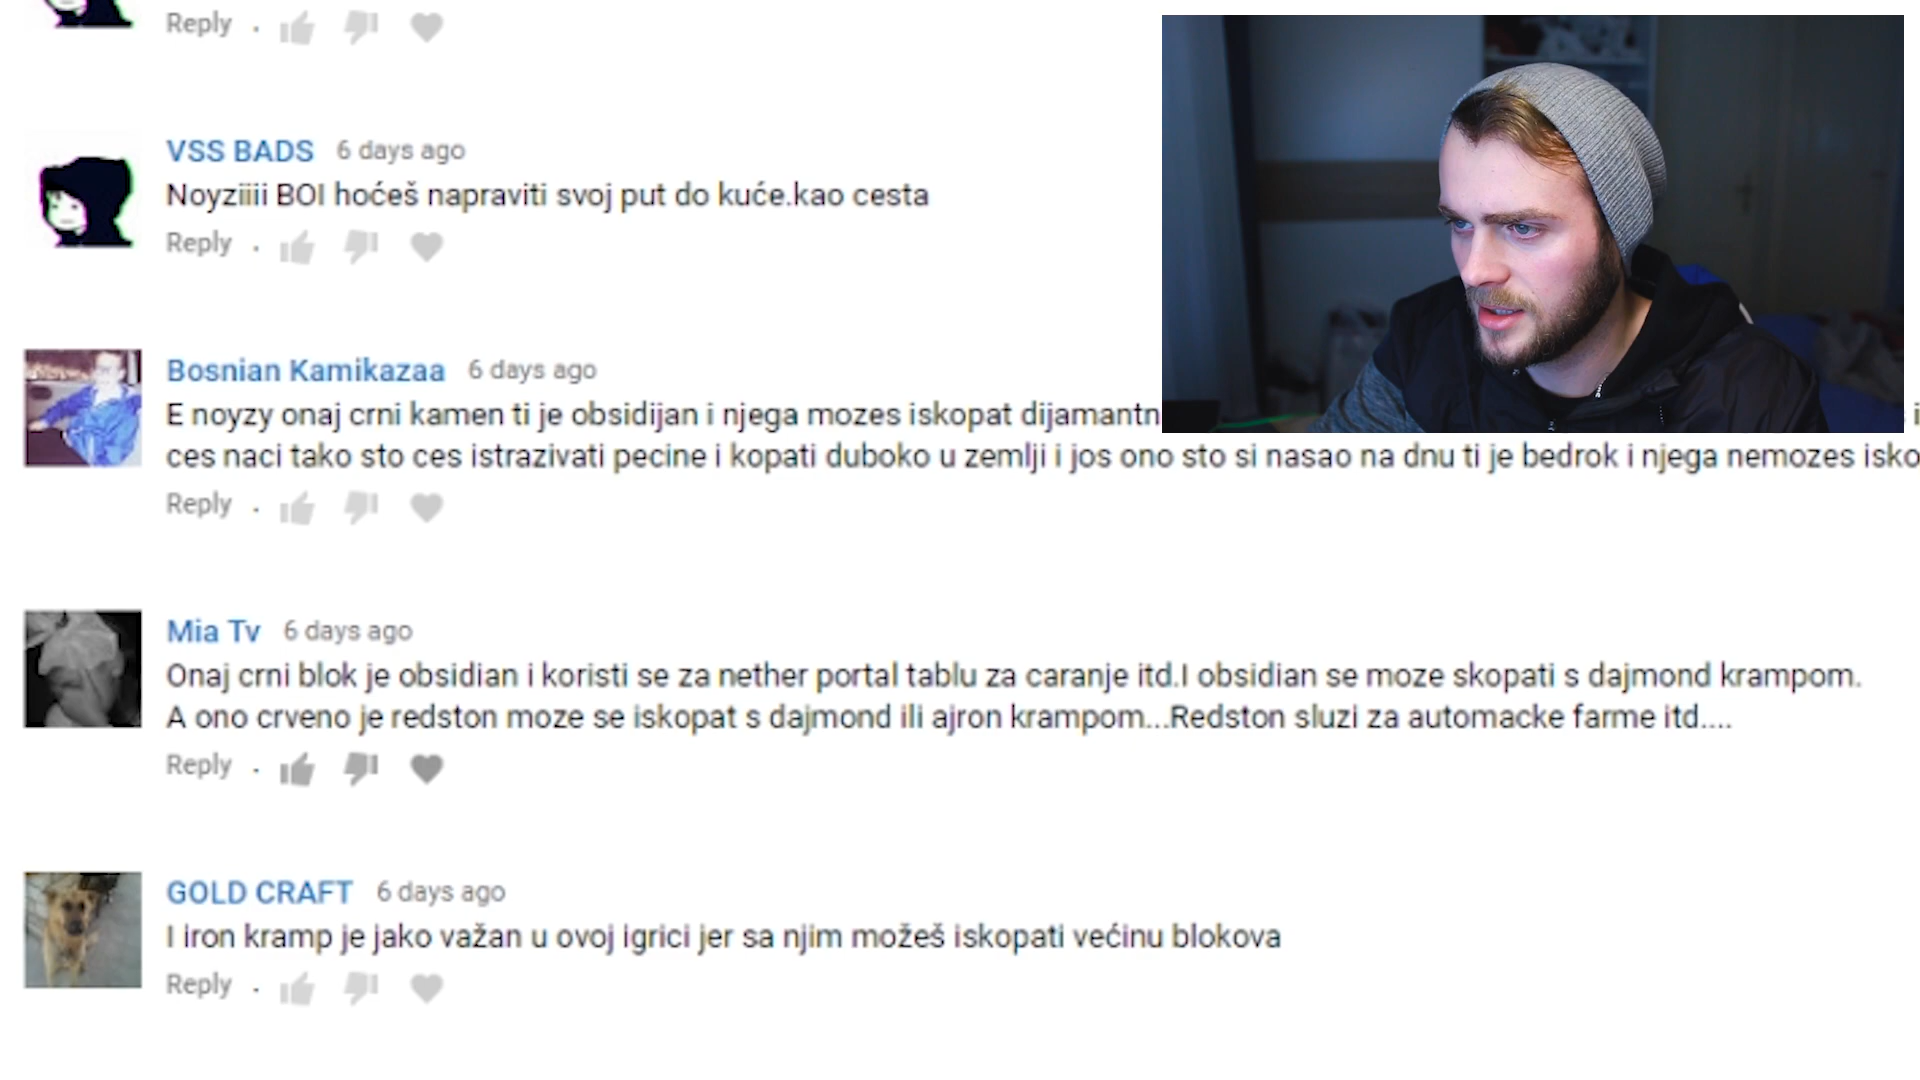 Reply .
VSS BADS 6 days ago
Noyziiii BOI hoćeš napraviti svoj put do kuće.kao cesta
Reply .
Bosnian Kamikazaa 6 days ago
E noyzy onaj crni kamen ti je obsidijan i njega mozes iskopat dijamantn
ces naci tako sto ces istrazivati pecine i kopati duboko u zemlji i jos ono sto si nasao na dnu ti je bedrok i njega nemozes isko
Reply .
Mia Tv 6 days ago
Onaj crni blok je obsidian i koristi se za nether portal tablu za caranje itd.I obsidian se moze skopati s dajmond krampom.
A ono crveno je redston moze se iskopat s dajmond ili ajron krampom...Redston sluzi za automacke farme itd....
Reply .
GOLD CRAFT 6 days ago
I iron kramp je jako važan u ovoj igrici jer sa njim možeš iskopati većinu blokova
Reply .